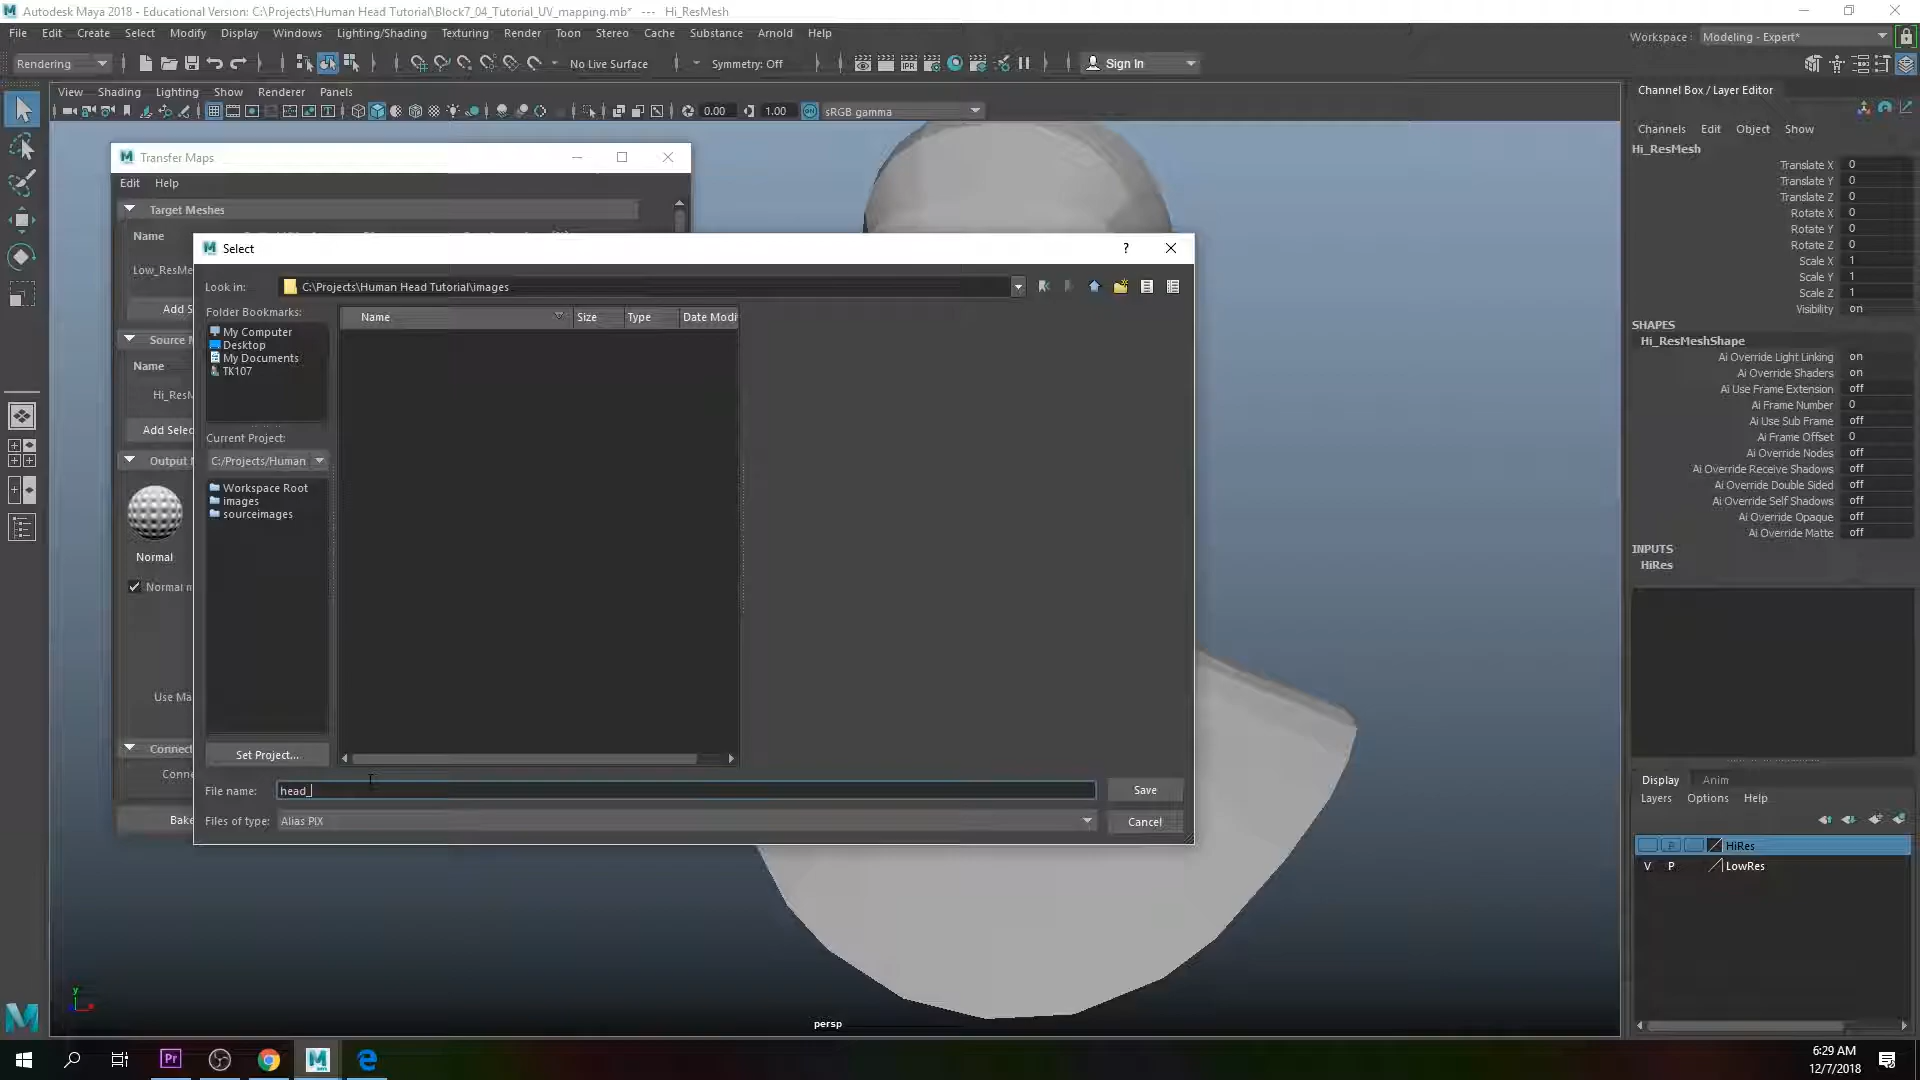 Autodesk Maya 2018 - Educational Version: C:\Projects\Human Head Tutorial\Block7_04_Tutorial_UV_mapping.mb* --- Hi_ResMesh
File Edit Create Select Modify Display Windows Lighting/Shading Texturing Render Toon Stereo Cache Substance Arnold Help
Workspace : Modeling - Expert*
Rendering
No Live Surface
Symmetry: Off
IPR
Sign In
View Shading Lighting Show Renderer Panels
0.00 1.00 sRGB gamma
Channel Box / Layer Editor
Channels Edit Object Show
Hi_ResMesh
Translate X 0
Translate Y 0
Translate Z 0
Rotate X 0
Rotate Y 0
Rotate Z 0
Scale X 1
Scale Y 1
Scale Z 1
Visibility on
SHAPES
Hi_ResMeshShape
Ai Override Light Linking on
Ai Override Shaders on
Ai Use Frame Extension off
Ai Frame Number 0
Ai Use Sub Frame off
Ai Frame Offset 0
Ai Override Nodes off
Ai Override Receive Shadows off
Ai Override Double Sided off
Ai Override Self Shadows off
Ai Override Opaque off
Ai Override Matte off
INPUTS
HiRes
Display Anim
Layers Options Help
P HiRes
V P LowRes
Transfer Maps
Edit Help
Target Meshes
Name
Low_ResMe
Add S
Source M
Name
Hi_ResM
Add Selec
Output M
Normal
Normal m
Use Ma
Connect
Conne
Bake
Select
?
Look in: C:\Projects\Human Head Tutorial\images
Folder Bookmarks:
My Computer
Desktop
My Documents
TK107
Name Size Type Date Modi
Current Project:
C:/Projects/Human
Workspace Root
images
sourceimages
Set Project...
File name: head_
Save
Files of type: Alias PIX
Cancel
y
persp
Pr
6:29 AM
12/7/2018